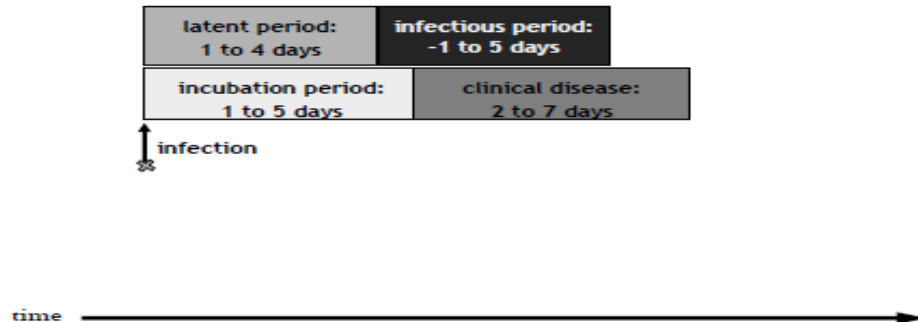 latent period:
1 to 4 days
infectious period:
-1 to 5 days
incubation period:
1 to 5 days
clinical disease:
2 to 7 days
infection
time